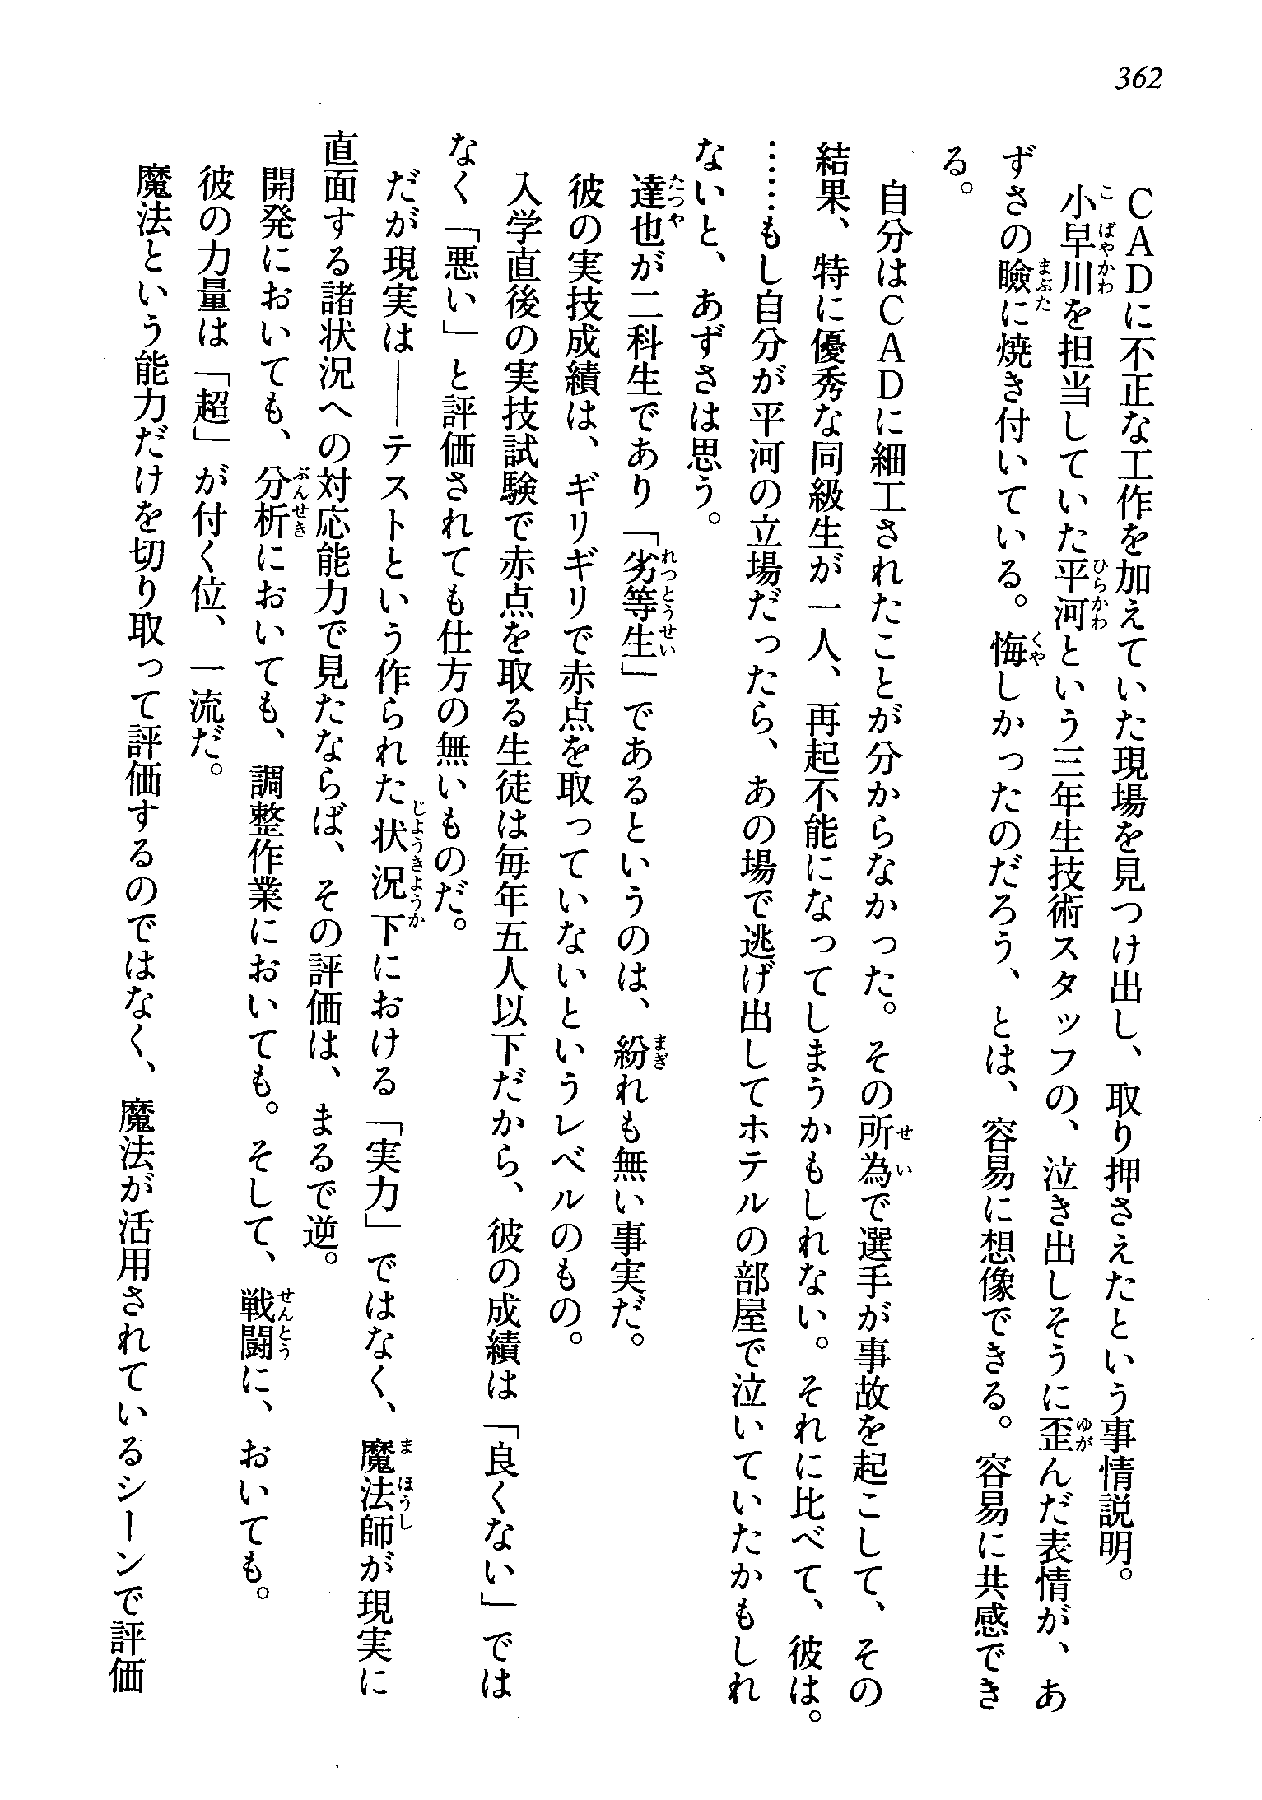 362
ＣＡＤに不正な工作を加えていた現場を見つけ出し、取り押さえたという事情説明。
小早川を担当していた平河という三年生技術スタッフの、泣き出しそうに歪んだ表情が、あ
ずさの瞼に焼き付いている。悔しかったのだろう、とは、容易に想像できる。容易に共感でき
る。
自分はＣＡＤに細工されたことが分からなかった。その所為で選手が事故を起こして、その
結果、特に優秀な同級生が一人、再起不能になってしまうかもしれない。それに比べて、彼は。
……もし自分が平河の立場だったら、あの場で逃げ出してホテルの部屋で泣いていたかもしれ
ないと、あずさは思う。
達也が二科生であり「劣等生」であるというのは、紛れも無い事実だ。
彼の実技成績は、ギリギリで赤点を取っていないというレベルのもの。
入学直後の実技試験で赤点を取る生徒は毎年五人以下だから、彼の成績は「良くない」では
なく「悪い」と評価されても仕方の無いものだ。
だが現実は――テストという作られた状況下における「実力」ではなく、魔法師が現実に
直面する諸状況への対応能力で見たならば、その評価は、まるで逆。
開発においても、分析においても、調整作業においても。そして、戦闘に、おいても。
彼の力量は「超」が付く位、一流だ。
魔法という能力だけを切り取って評価するのではなく、魔法が活用されているシーンで評価